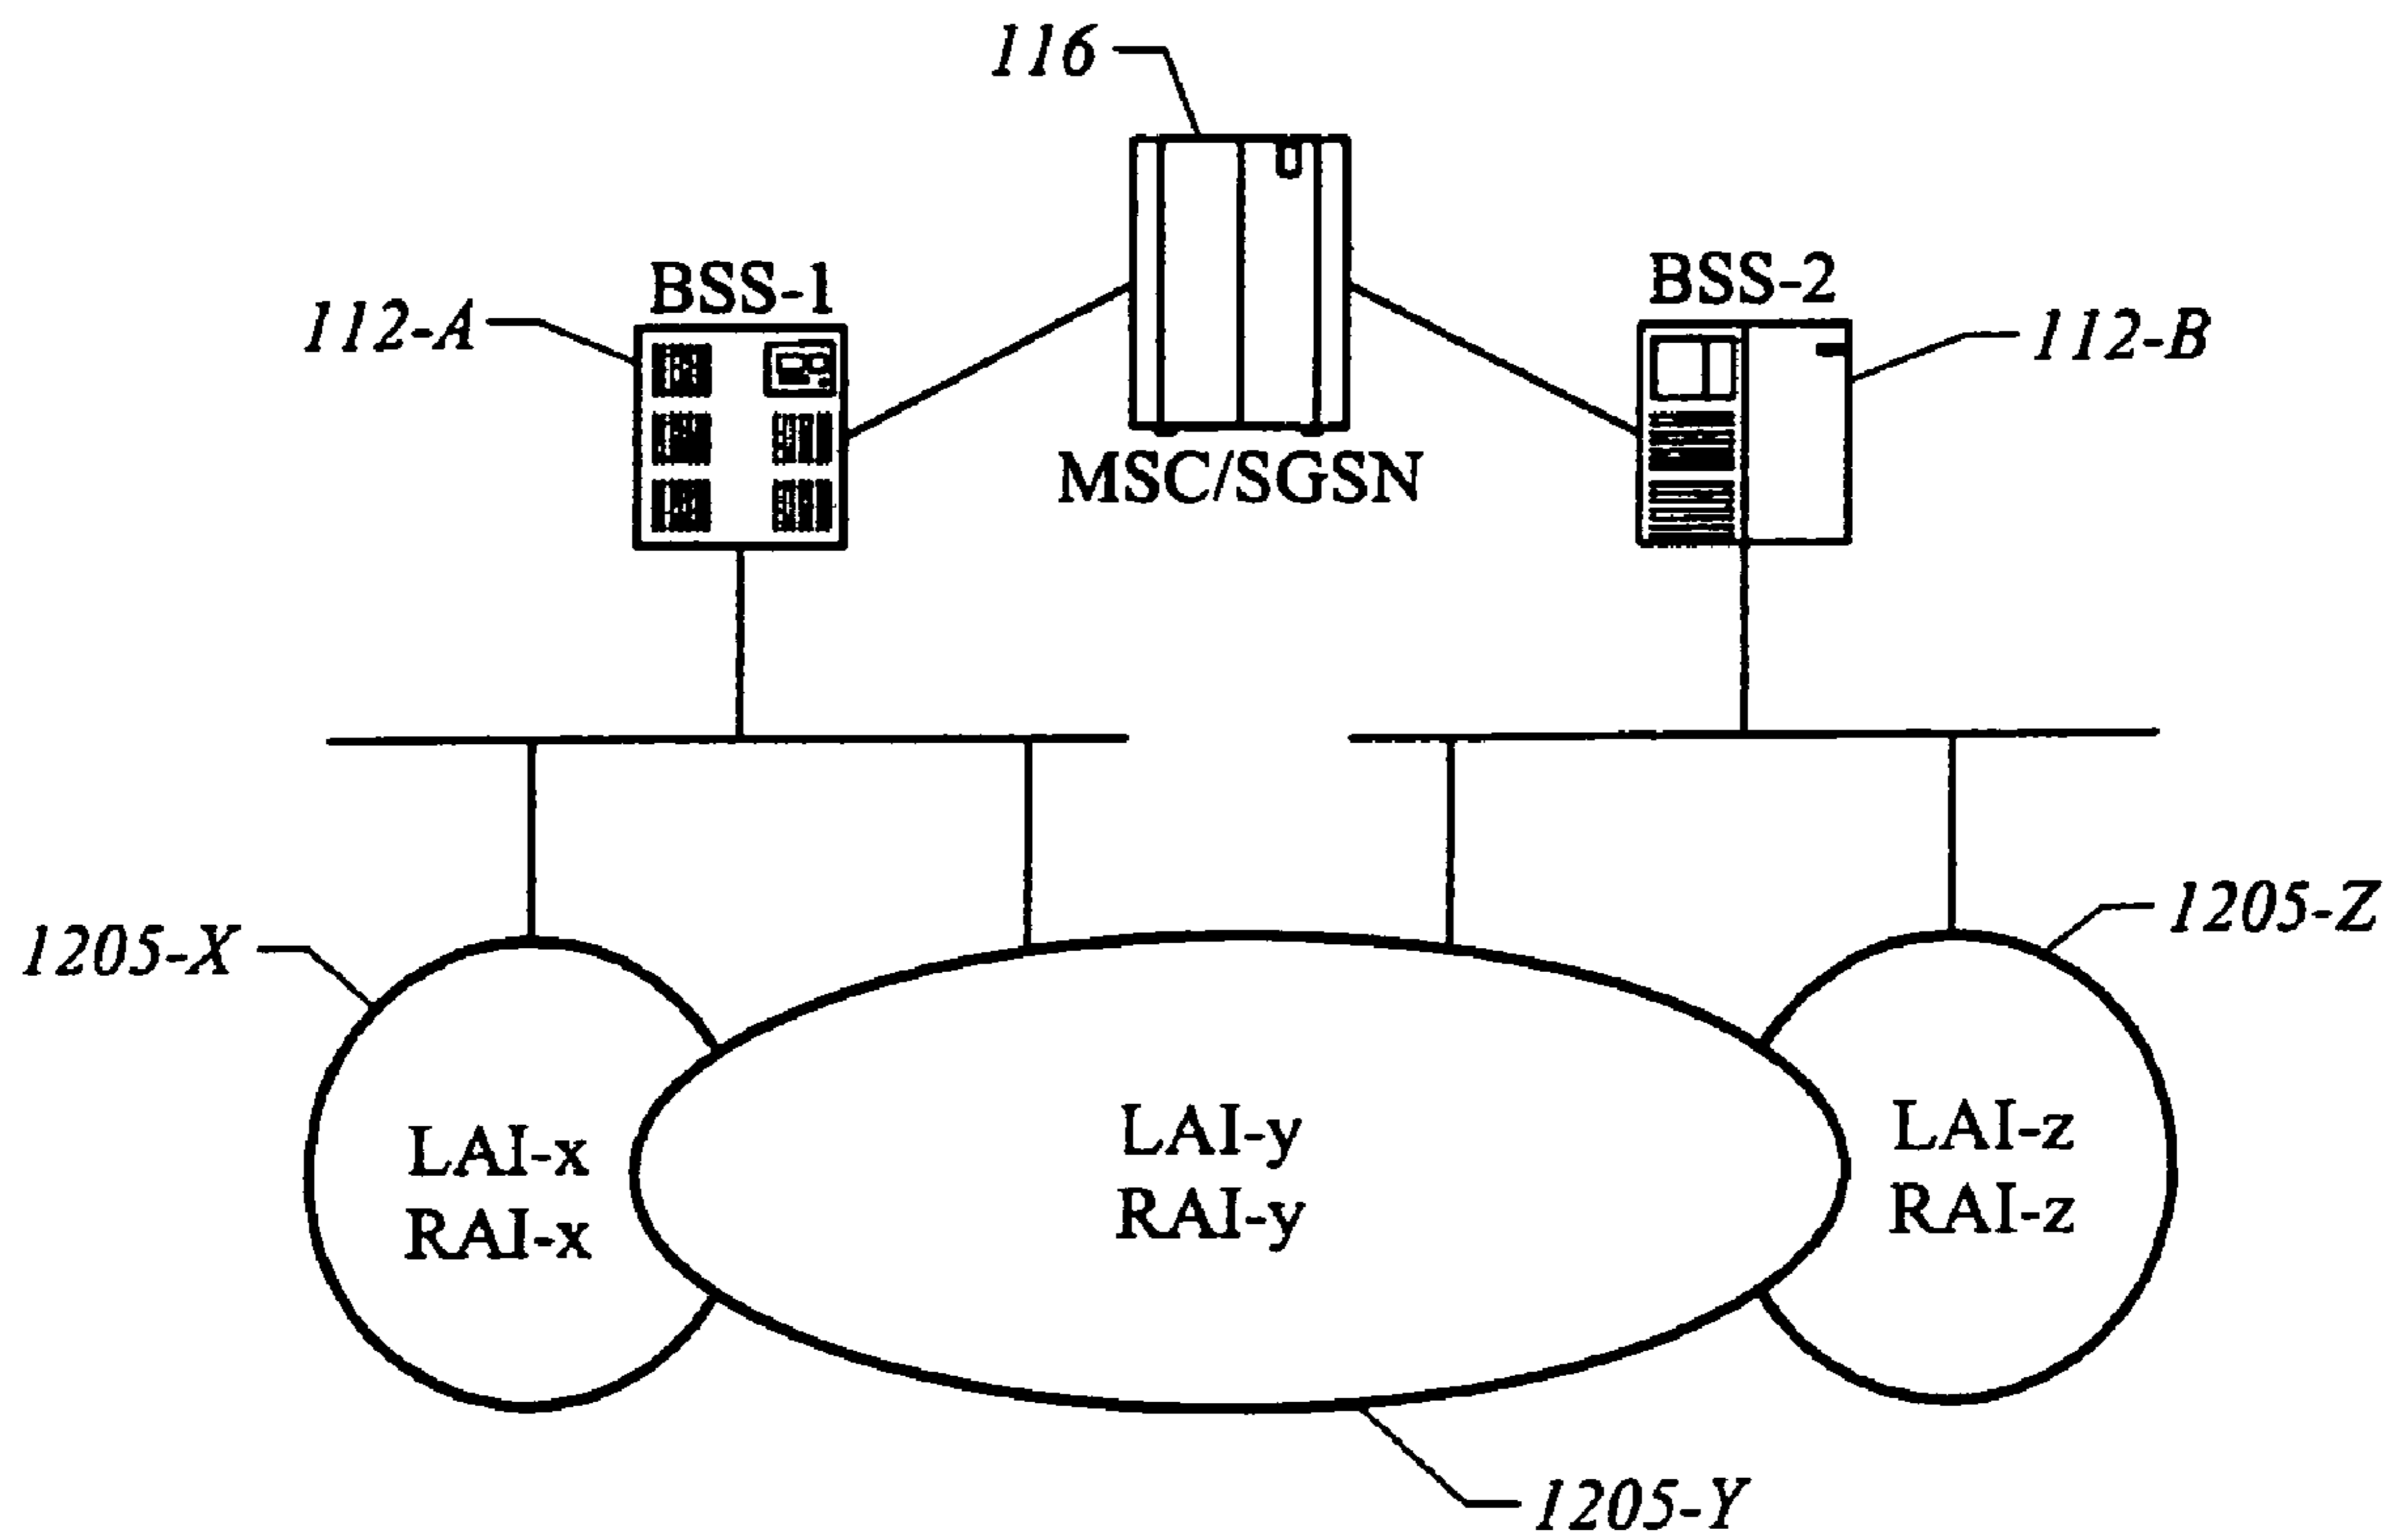 116
BSS-1
BSS-2
112-A
112-B
MSC/SGSN
1205-X
1205-Z
LAI-x
RAI-x
LAI-y
RAI-y
LAI-z
RAI-z
1205-Y